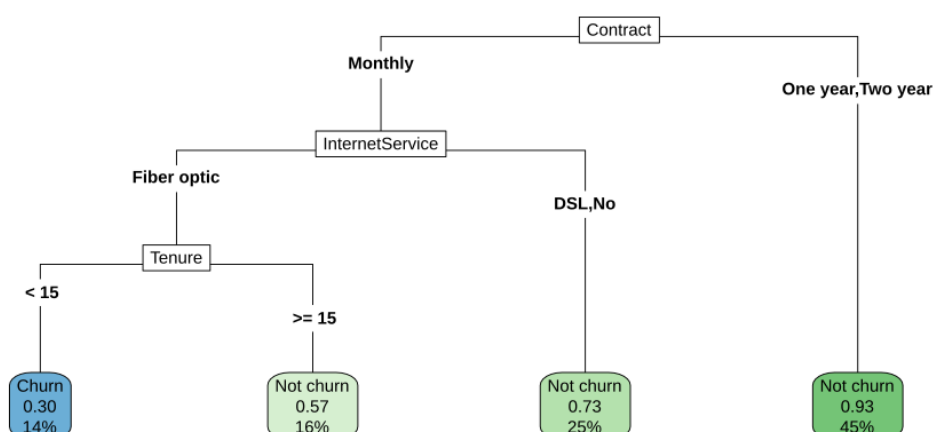 Contract
Monthly
One year,Two year
InternetService
Fiber optic
DSL,No
Tenure
< 15
>= 15
Churn
0.30
14%
Not churn
0.57
16%
Not churn
0.73
25%
Not churn
0.93
45%